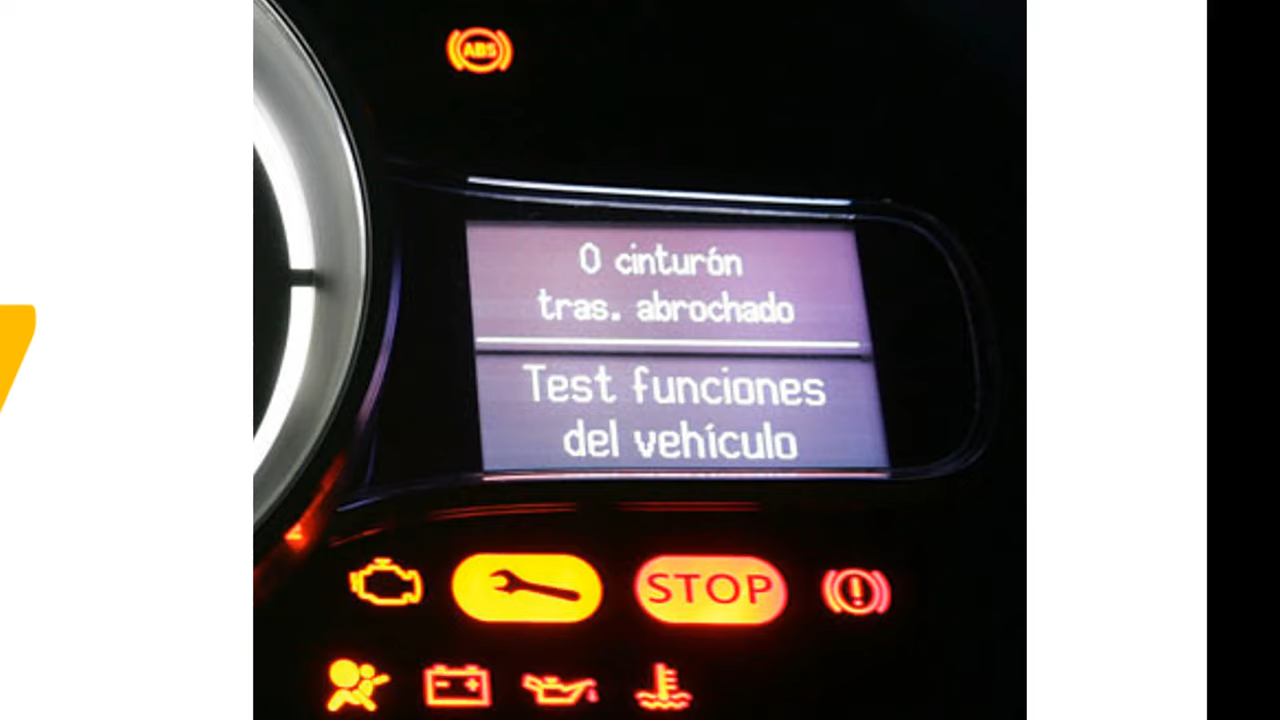 ABS
0 cinturón
tras. abrochado
Test funciones
del vehículo
STOP